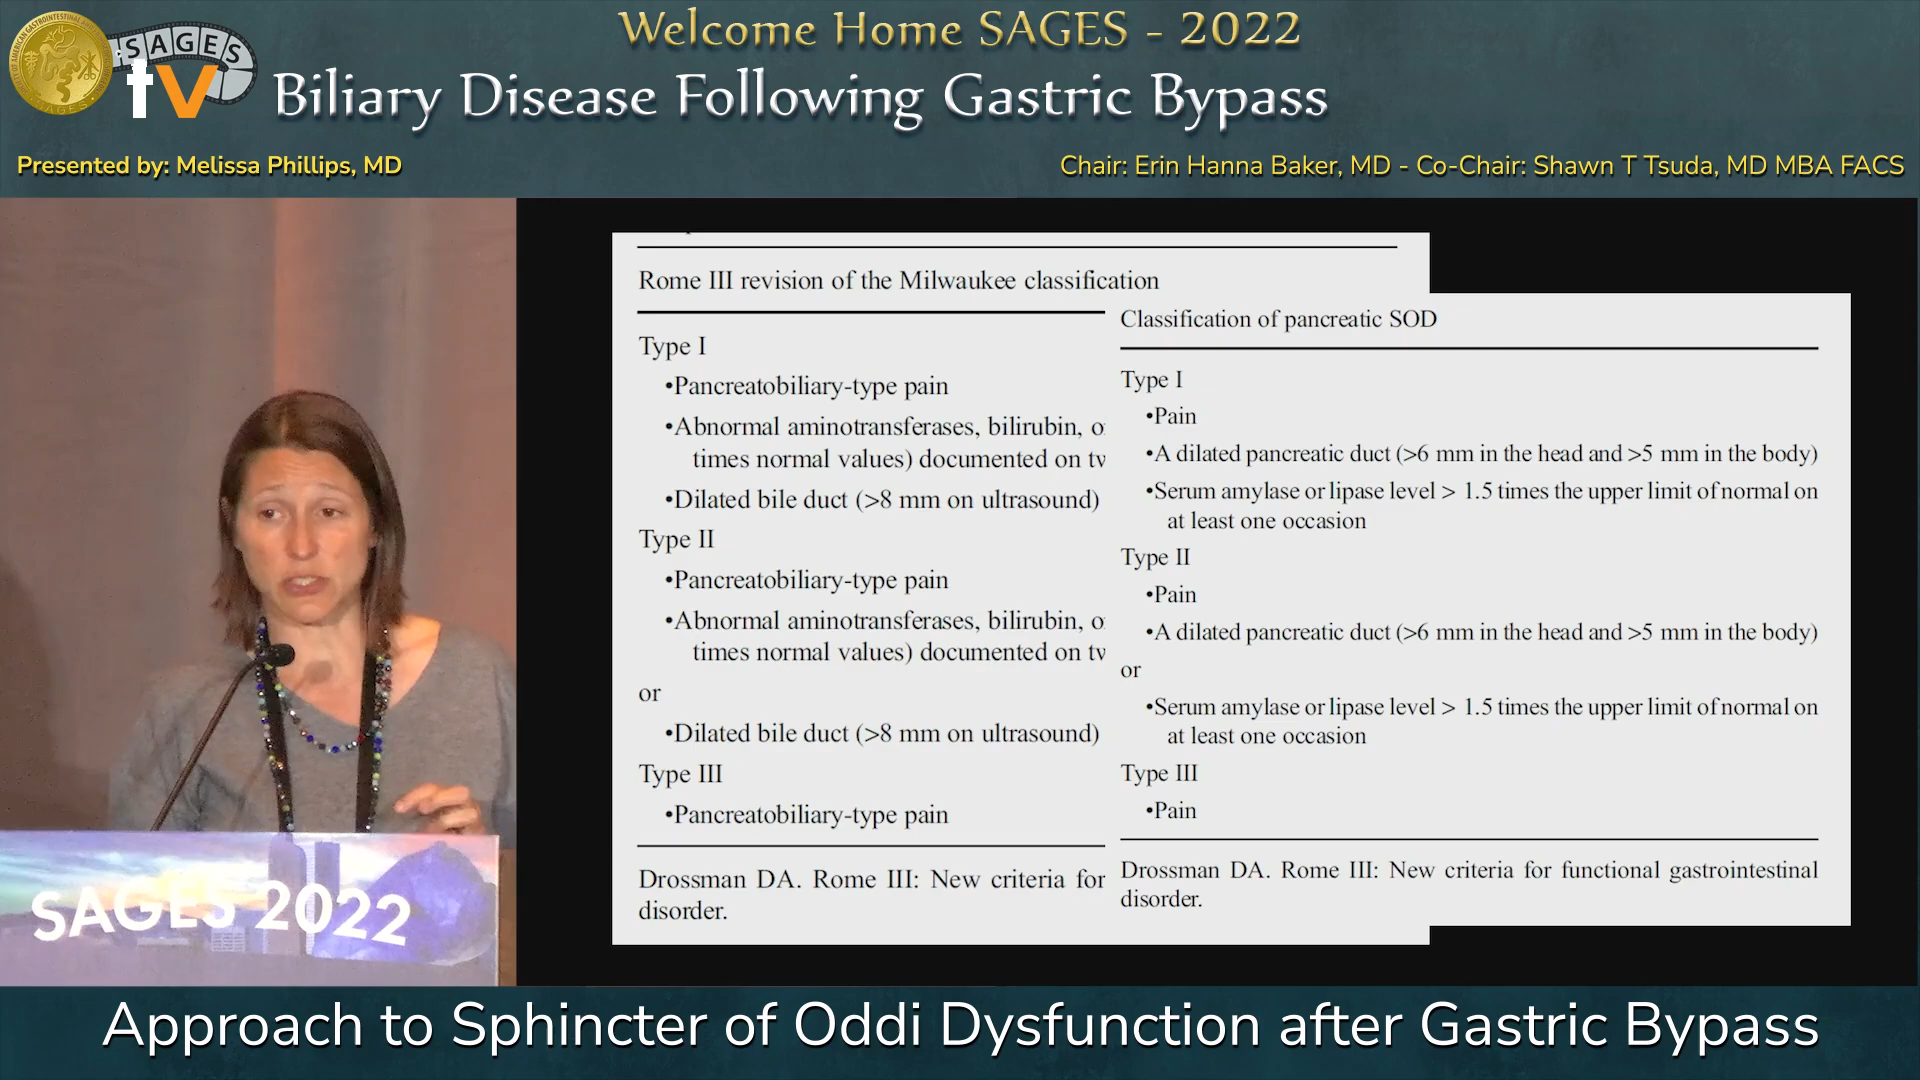 SAGES
tv
Welcome Home SAGES - 2022
Biliary Disease Following Gastric Bypass
Presented by: Melissa Phillips, MD
Chair: Erin Hanna Baker, MD - Co-Chair: Shawn T Tsuda, MD MBA FACS
Rome III revision of the Milwaukee classification
Type I
•Pancreatobiliary-type pain
•Abnormal aminotransferases, bilirubin,
times normal values) documented on
•Dilated bile duct (>8 mm on ultrasound)
Type II
•Pancreatobiliary-type pain
•Abnormal aminotransferases, bilirubin,
times normal values) documented on
or
•Dilated bile duct (>8 mm on ultrasound)
Type III
•Pancreatobiliary-type pain
Drossman DA. Rome III: New criteria for
disorder.
Classification of pancreatic SOD
Type I
•Pain
•A dilated pancreatic duct (>6 mm in the head and >5 mm in the body)
•Serum amylase or lipase level > 1.5 times the upper limit of normal on
at least one occasion
Type II
•Pain
•A dilated pancreatic duct (>6 mm in the head and >5 mm in the body)
or
•Serum amylase or lipase level > 1.5 times the upper limit of normal on
at least one occasion
Type III
•Pain
Drossman DA. Rome III: New criteria for functional gastrointestinal
disorder.
SAGES 2022
Approach to Sphincter of Oddi Dysfunction after Gastric Bypass